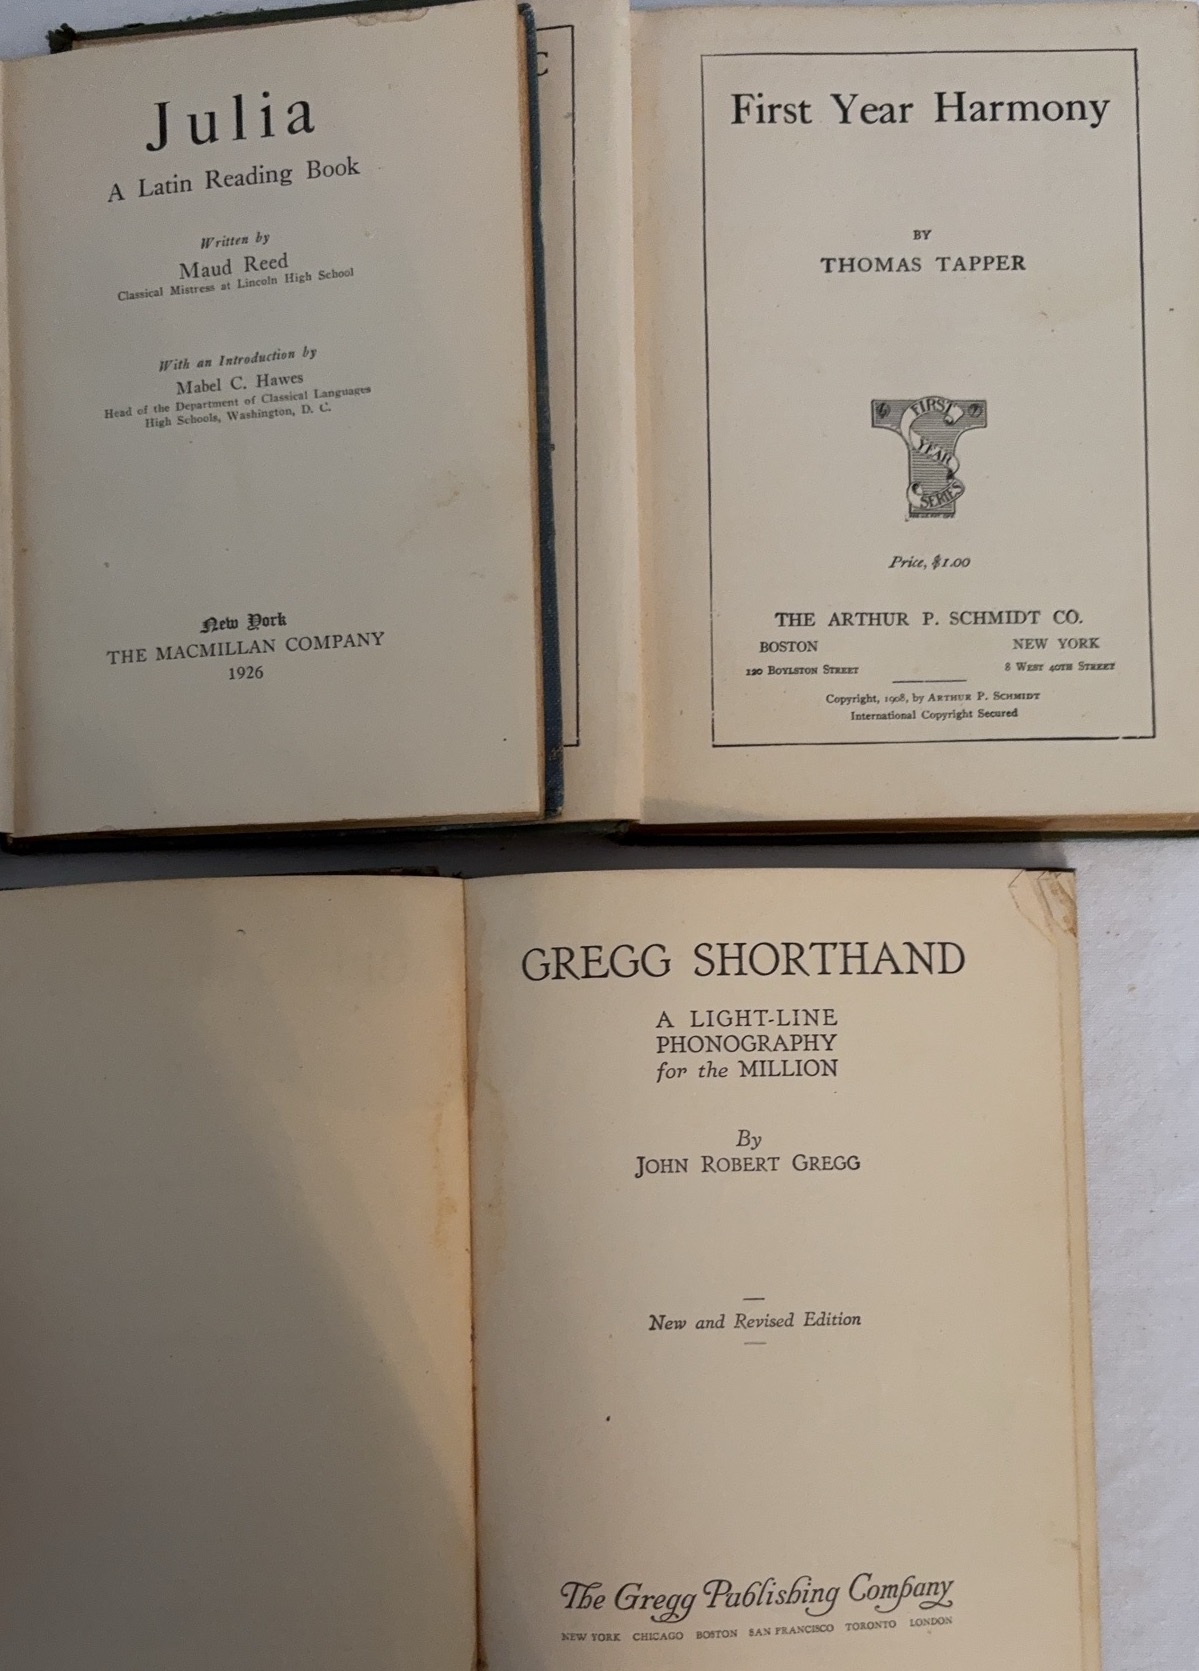 Julia
A Latin Reading Book
Written by
Maud Reed
Classical Mistress at Lincoln High School
With an Introduction by
Mabel C. Hawes
Head of the Department of Classical Languages
High Schools, Washington, D. C.
New York
THE MACMILLAN COMPANY
1926
C
First Year Harmony
BY
THOMAS TAPPER
FIRST
YEAR
SERIES
Price, $1.00
THE ARTHUR P. SCHMIDT CO.
BOSTON NEW YORK
120 BOYLSTON STREET 8 WEST 40TH STREET
Copyright, 1908, by ARTHUR P. SCHMIDT
International Copyright Secured
GREGG SHORTHAND
A LIGHT-LINE
PHONOGRAPHY
for the MILLION
By
JOHN ROBERT GREGG
New and Revised Edition
The Gregg Publishing Company
NEW YORK CHICAGO BOSTON SAN FRANCISCO TORONTO LONDON